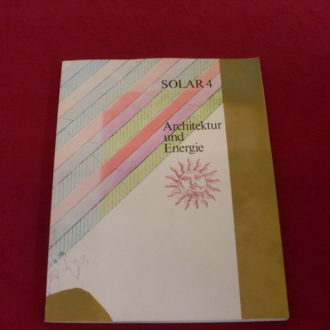 SOLAR 4
Architektur
und
Energie